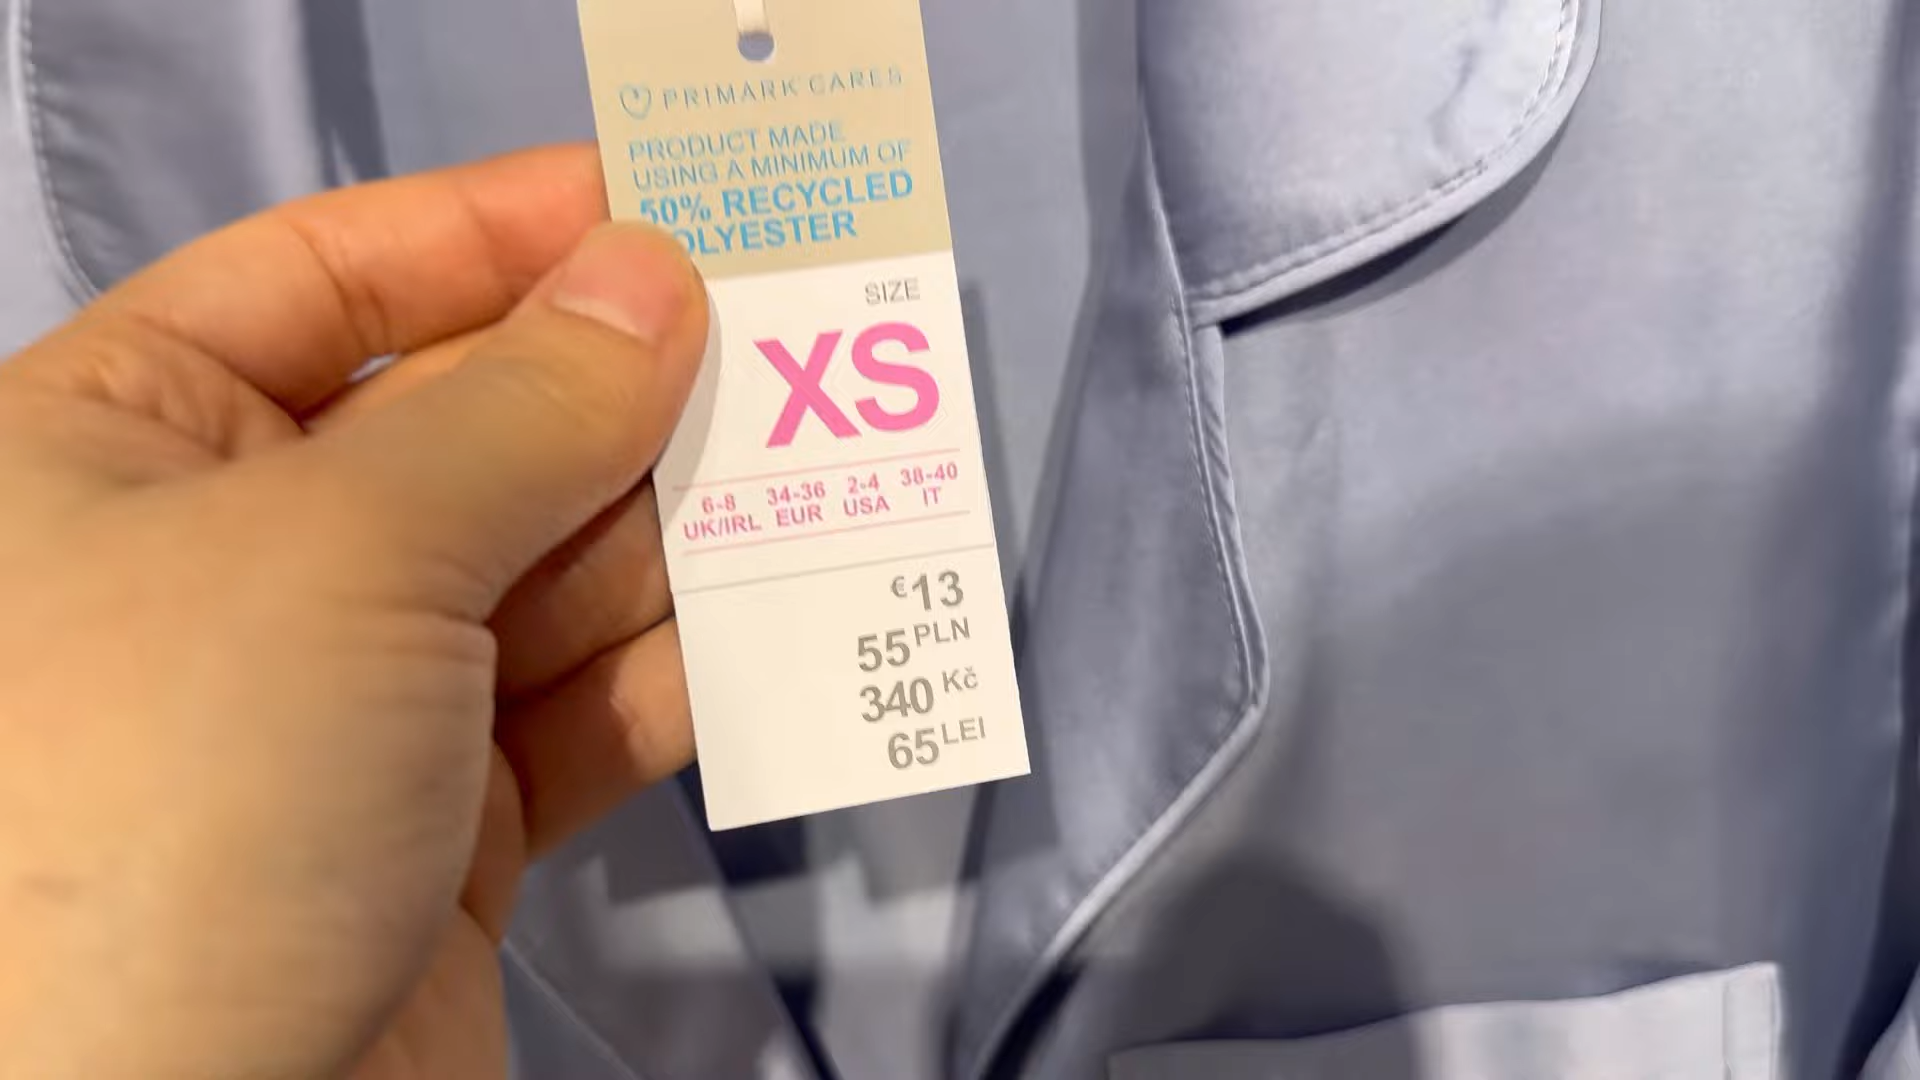 PRIMARK CARES
PRODUCT MADE
USING A MINIMUM OF
50% RECYCLED
OLYESTER
SIZE
XS
6-8 34-36 2-4 38-40
UK/IRL EUR USA IT
€13
55 PLN
340 Kč
65 LEI